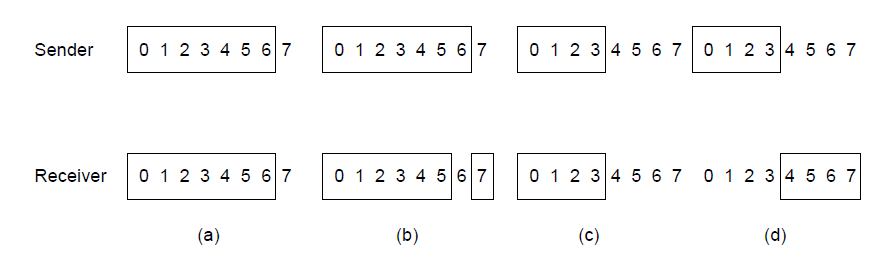 Sender 0 1 2 3 4 5 6 7 0 1 2 3 4 5 6 7 0 1 2 3 4 5 6 7 0 1 2 3 4 5 6 7
Receiver 0 1 2 3 4 5 6 7 0 1 2 3 4 5 6 7 0 1 2 3 4 5 6 7 0 1 2 3 4 5 6 7
(a) (b) (c) (d)